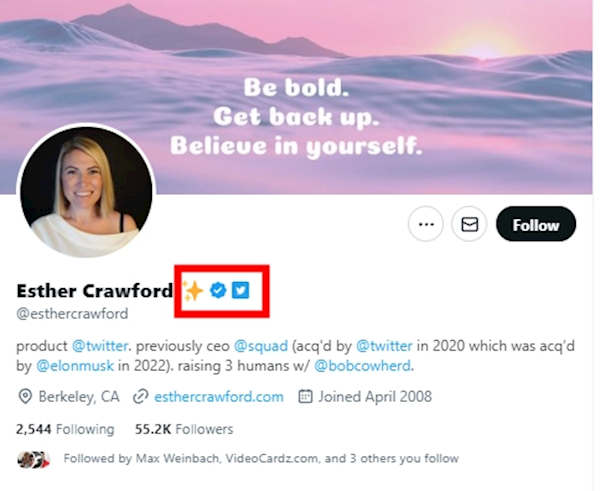 Be bold.
Get back up.
Believe in yourself.
Follow
Esther Crawford ✨
@esthercrawford
product @twitter. previously ceo @squad (acq'd by @twitter in 2020 which was acq'd
by @elonmusk in 2022). raising 3 humans w/ @bobcowherd.
Berkeley, CA esthercrawford.com Joined April 2008
2,544 Following 55.2K Followers
Followed by Max Weinbach, VideoCardz.com, and 3 others you follow